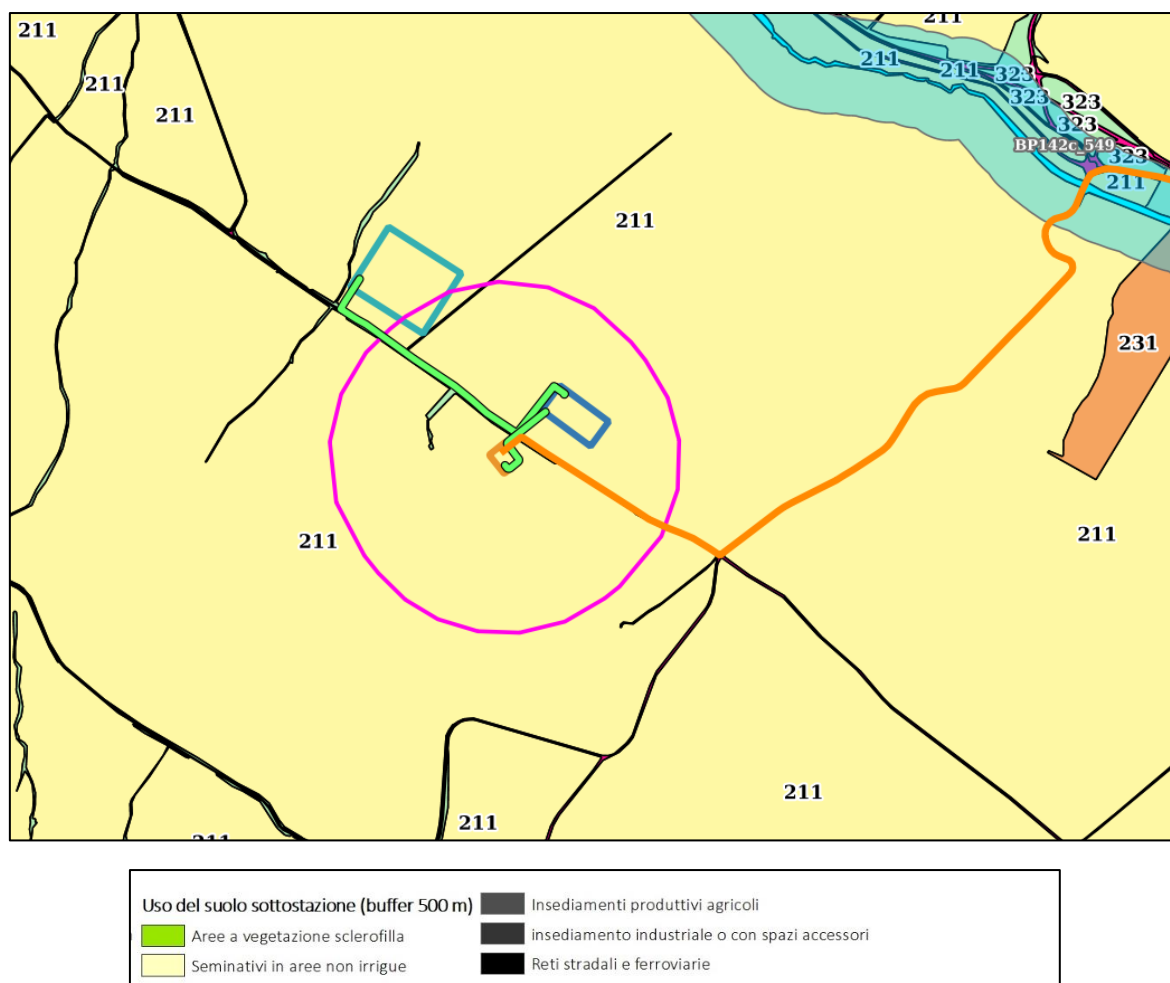 211
211
211
211
211
211
323
323
323
323
BP142c_549
323
211
211
231
211
211
211
211
211
Uso del suolo sottostazione (buffer 500 m)
Aree a vegetazione sclerofilla
Seminativi in aree non irrigue
Insediamenti produttivi agricoli
insediamento industriale o con spazi accessori
Reti stradali e ferroviarie